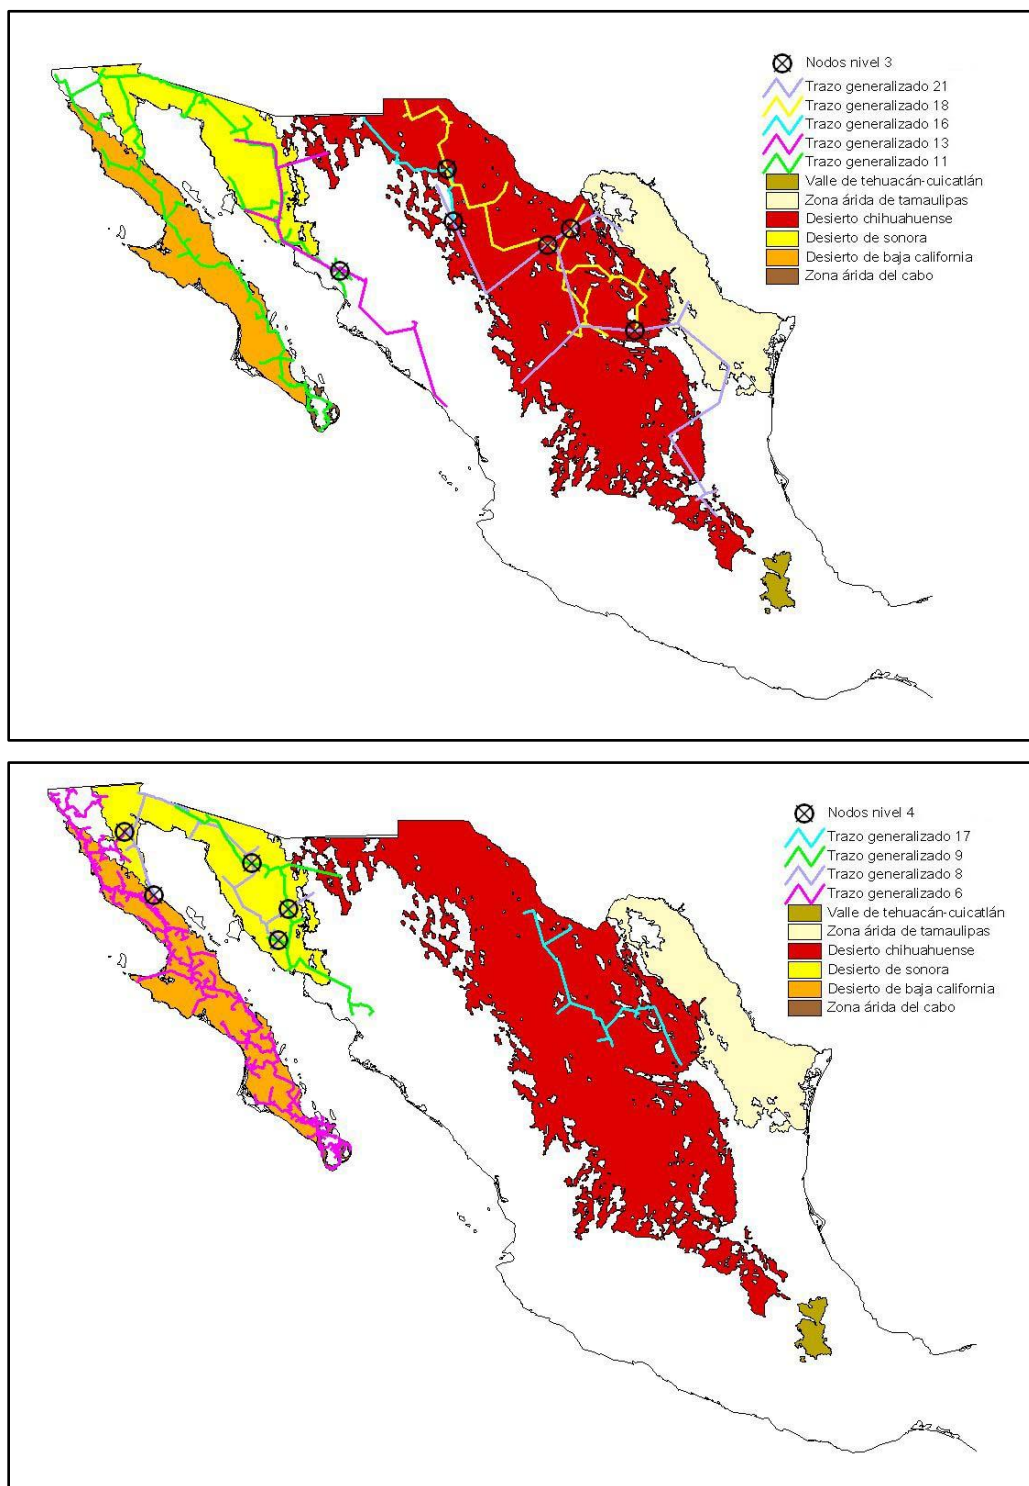 Nodos nivel 3
Trazo generalizado 21
Trazo generalizado 18
Trazo generalizado 16
Trazo generalizado 13
Trazo generalizado 11
Valle de tehuacán-cuicatlán
Zona árida de tamaulipas
Desierto chihuahuense
Desierto de sonora
Desierto de baja california
Zona árida del cabo
Nodos nivel 4
Trazo generalizado 17
Trazo generalizado 9
Trazo generalizado 8
Trazo generalizado 6
Valle de tehuacán-cuicatlán
Zona árida de tamaulipas
Desierto chihuahuense
Desierto de sonora
Desierto de baja california
Zona árida del cabo